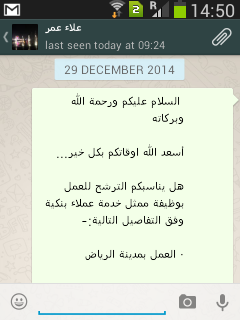 14:50
علاء عمر
last seen today at 09:24
29 DECEMBER 2014
السلام عليكم ورحمة الله
وبركاته
أسعد الله اوقاتكم بكل خير...
هل يناسبكم الترشح للعمل
بوظيفة ممثل خدمة عملاء بنكية
وفق التفاصيل التالية:-
· العمل بمدينة الرياض